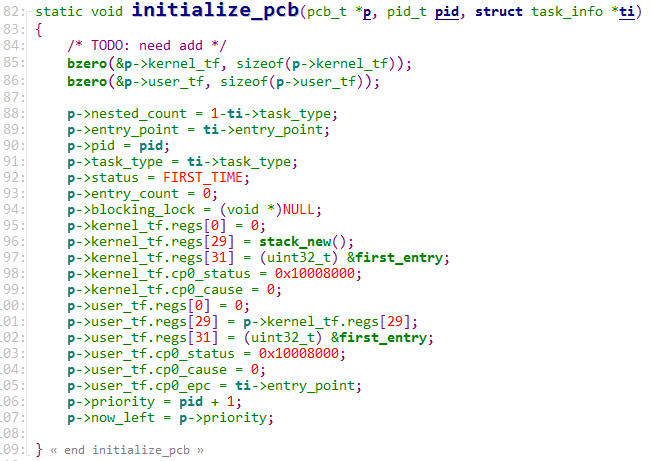 82: static void initialize_pcb(pcb_t *p, pid_t pid, struct task_info *ti)
83: {
84: /* TODO: need add */
85: bzero(&p->kernel_tf, sizeof(p->kernel_tf));
86: bzero(&p->user_tf, sizeof(p->user_tf));
87:
88: p->nested_count = 1-ti->task_type;
89: p->entry_point = ti->entry_point;
90: p->pid = pid;
91: p->task_type = ti->task_type;
92: p->status = FIRST_TIME;
93: p->entry_count = 0;
94: p->blocking_lock = (void *)NULL;
95: p->kernel_tf.regs[0] = 0;
96: p->kernel_tf.regs[29] = stack_new();
97: p->kernel_tf.regs[31] = (uint32_t) &first_entry;
98: p->kernel_tf.cp0_status = 0x10008000;
99: p->kernel_tf.cp0_cause = 0;
00: p->user_tf.regs[0] = 0;
01: p->user_tf.regs[29] = p->kernel_tf.regs[29];
02: p->user_tf.regs[31] = (uint32_t) &first_entry;
03: p->user_tf.cp0_status = 0x10008000;
04: p->user_tf.cp0_cause = 0;
05: p->user_tf.cp0_epc = ti->entry_point;
06: p->priority = pid + 1;
07: p->now_left = p->priority;
08:
09: } « end initialize_pcb »